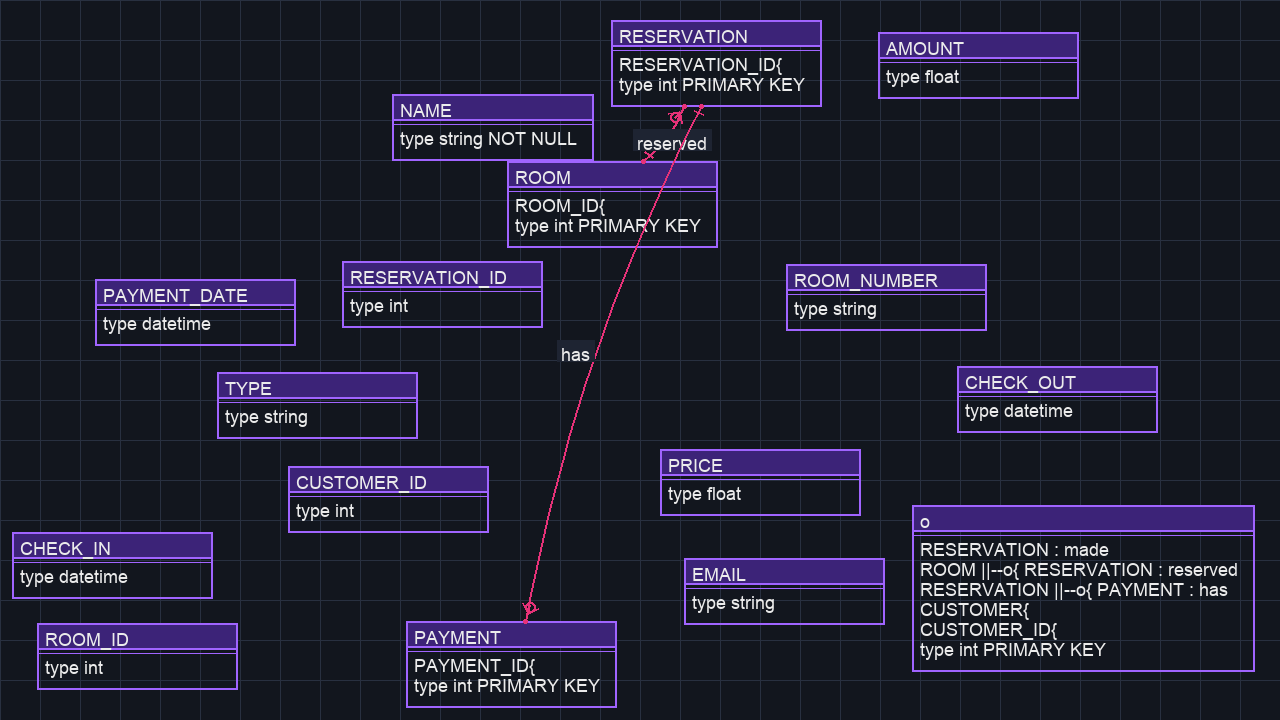 RESERVATION
RESERVATION_ID{
type int PRIMARY KEY
AMOUNT
type float
NAME
type string NOT NULL
reserved
ROOM
ROOM_ID{
type int PRIMARY KEY
RESERVATION_ID
type int
ROOM_NUMBER
type string
PAYMENT_DATE
type datetime
has
TYPE
type string
CHECK_OUT
type datetime
PRICE
type float
CUSTOMER_ID
type int
o
RESERVATION : made
ROOM ||--o{ RESERVATION : reserved
RESERVATION ||--o{ PAYMENT : has
CUSTOMER{
CUSTOMER_ID{
type int PRIMARY KEY
CHECK_IN
type datetime
EMAIL
type string
ROOM_ID
type int
PAYMENT
PAYMENT_ID{
type int PRIMARY KEY